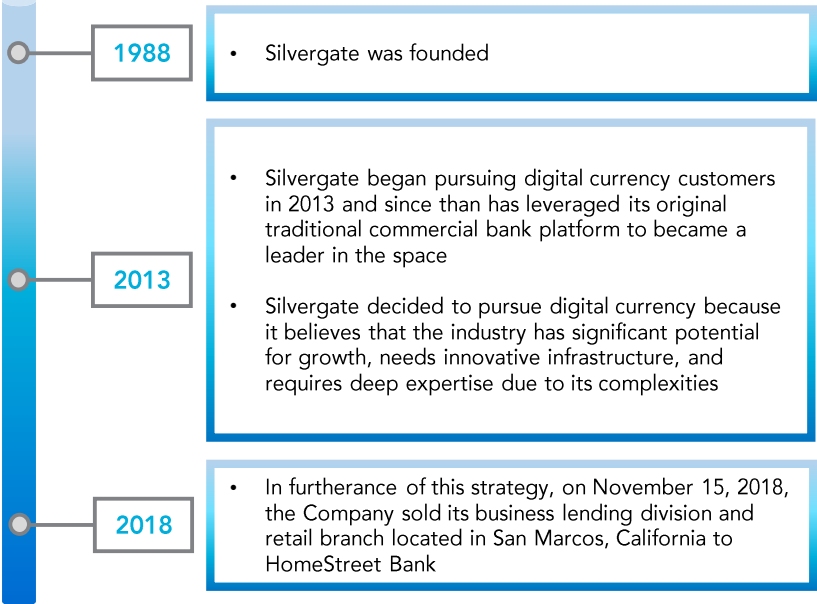 1988
• Silvergate was founded
2013
• Silvergate began pursuing digital currency customers
in 2013 and since than has leveraged its original
traditional commercial bank platform to became a
leader in the space
• Silvergate decided to pursue digital currency because
it believes that the industry has significant potential
for growth, needs innovative infrastructure, and
requires deep expertise due to its complexities
2018
• In furtherance of this strategy, on November 15, 2018,
the Company sold its business lending division and
retail branch located in San Marcos, California to
HomeStreet Bank